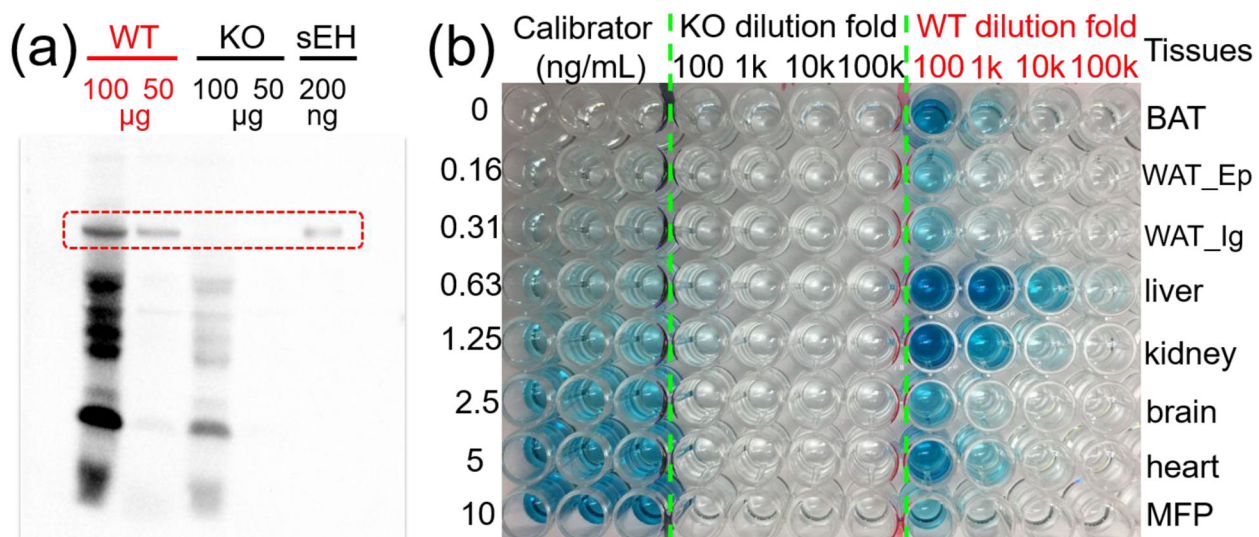 (a)
WT KO sEH
100 50 100 50 200
µg µg ng
(b)
Calibrator KO dilution fold WT dilution fold Tissues
(ng/mL) 100 1k 10k 100k 100 1k 10k 100k
0 BAT
0.16 WAT_Ep
0.31 WAT_Ig
0.63 liver
1.25 kidney
2.5 brain
5 heart
10 MFP